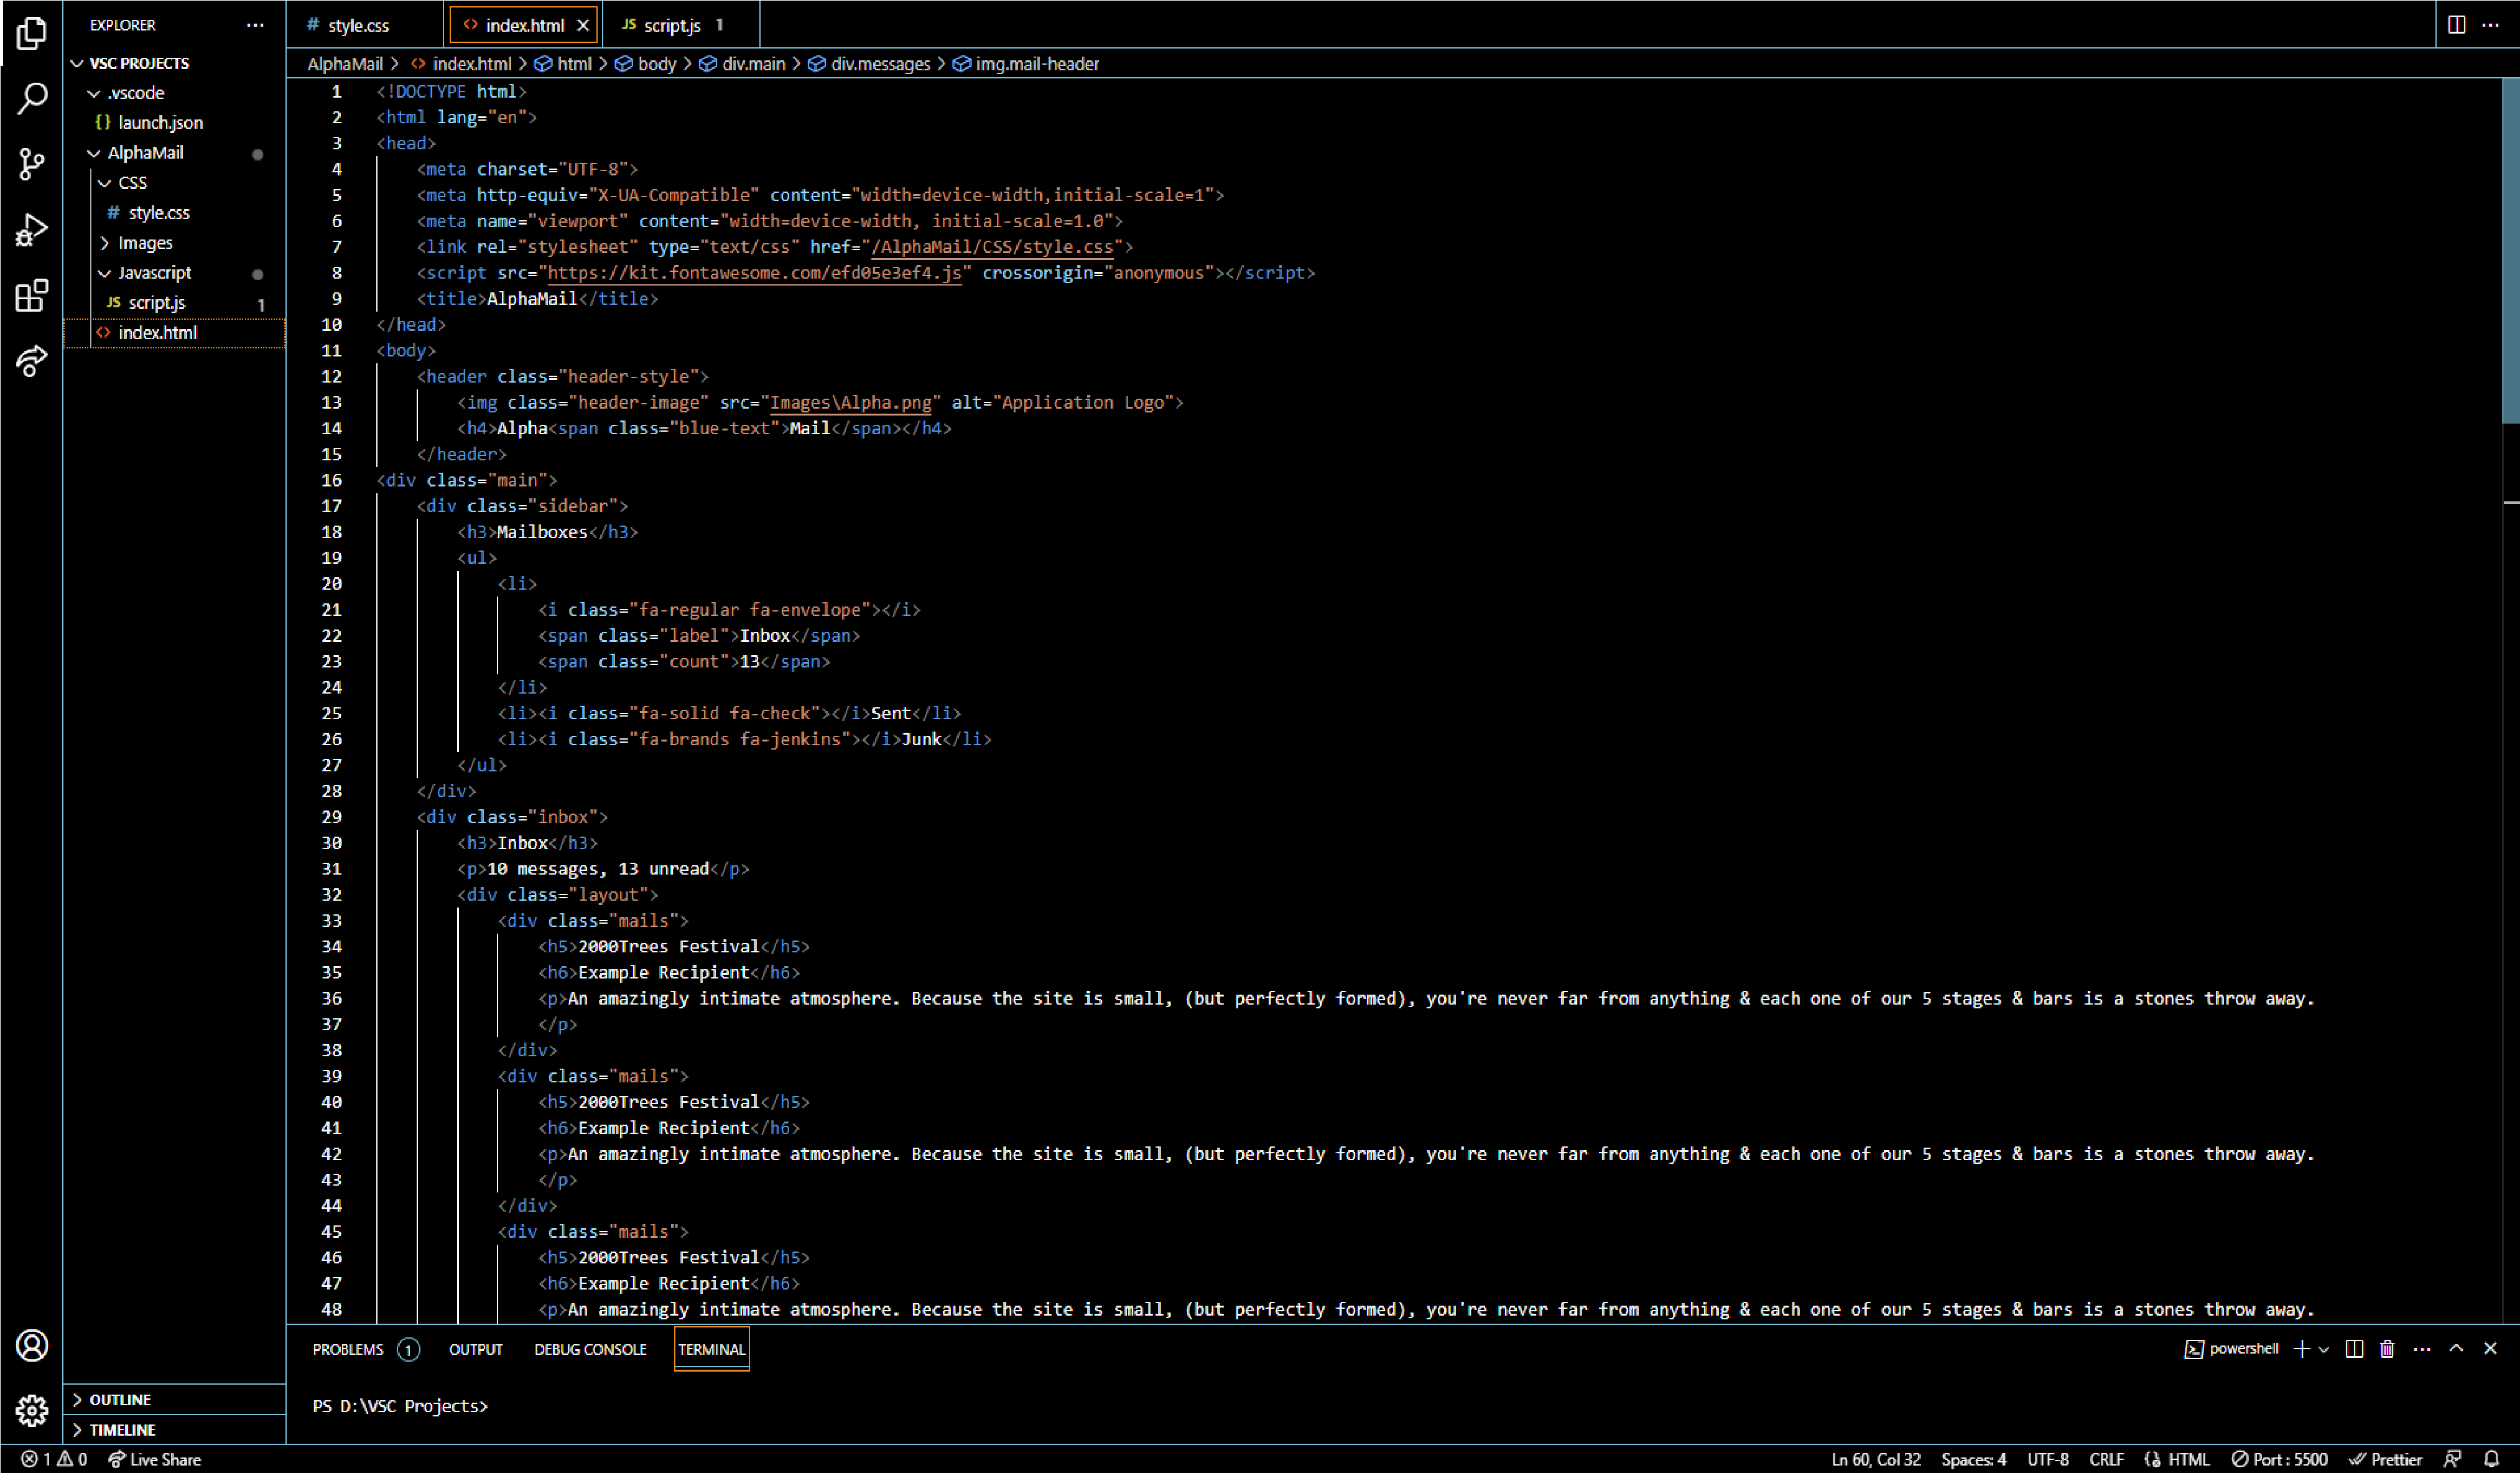 EXPLORER
VSC PROJECTS
.vscode
{} launch.json
AlphaMail
CSS
# style.css
Images
Javascript
JS script.js 1
<> index.html
OUTLINE
TIMELINE
# style.css <> index.html JS script.js 1
AlphaMail > <> index.html > html > body > div.main > div.messages > img.mail-header
1 <!DOCTYPE html>
2 <html lang="en">
3 <head>
4 <meta charset="UTF-8">
5 <meta http-equiv="X-UA-Compatible" content="width=device-width,initial-scale=1">
6 <meta name="viewport" content="width=device-width, initial-scale=1.0">
7 <link rel="stylesheet" type="text/css" href="/AlphaMail/CSS/style.css">
8 <script src="https://kit.fontawesome.com/efd05e3ef4.js" crossorigin="anonymous"></script>
9 <title>AlphaMail</title>
10 </head>
11 <body>
12 <header class="header-style">
13 <img class="header-image" src="Images\Alpha.png" alt="Application Logo">
14 <h4>Alpha<span class="blue-text">Mail</span></h4>
15 </header>
16 <div class="main">
17 <div class="sidebar">
18 <h3>Mailboxes</h3>
19 <ul>
20 <li>
21 <i class="fa-regular fa-envelope"></i>
22 <span class="label">Inbox</span>
23 <span class="count">13</span>
24 </li>
25 <li><i class="fa-solid fa-check"></i>Sent</li>
26 <li><i class="fa-brands fa-jenkins"></i>Junk</li>
27 </ul>
28 </div>
29 <div class="inbox">
30 <h3>Inbox</h3>
31 <p>10 messages, 13 unread</p>
32 <div class="layout">
33 <div class="mails">
34 <h5>2000Trees Festival</h5>
35 <h6>Example Recipient</h6>
36 <p>An amazingly intimate atmosphere. Because the site is small, (but perfectly formed), you're never far from anything & each one of our 5 stages & bars is a stones throw away.
37 </p>
38 </div>
39 <div class="mails">
40 <h5>2000Trees Festival</h5>
41 <h6>Example Recipient</h6>
42 <p>An amazingly intimate atmosphere. Because the site is small, (but perfectly formed), you're never far from anything & each one of our 5 stages & bars is a stones throw away.
43 </p>
44 </div>
45 <div class="mails">
46 <h5>2000Trees Festival</h5>
47 <h6>Example Recipient</h6>
48 <p>An amazingly intimate atmosphere. Because the site is small, (but perfectly formed), you're never far from anything & each one of our 5 stages & bars is a stones throw away.
PROBLEMS 1 OUTPUT DEBUG CONSOLE TERMINAL powershell
PS D:\VSC Projects>
1 0 Live Share Ln 60, Col 32 Spaces: 4 UTF-8 CRLF HTML Port : 5500 Prettier